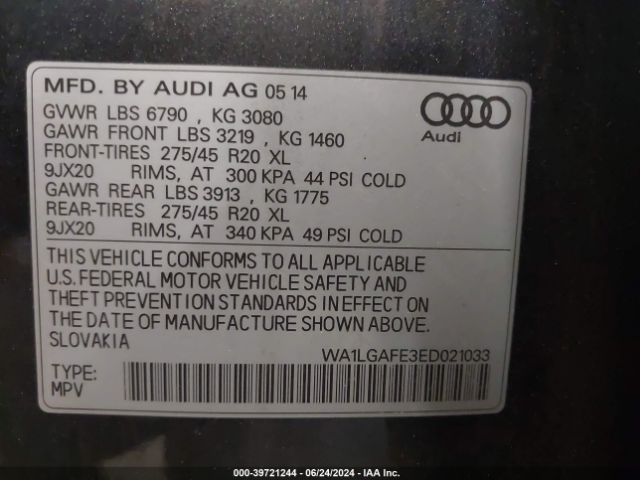 MFD. BY AUDI AG 05 14
GVWR LBS 6790 , KG 3080
GAWR FRONT LBS 3219 , KG 1460
FRONT-TIRES 275/45 R20 XL
9JX20 RIMS, AT 300 KPA 44 PSI COLD
GAWR REAR LBS 3913 , KG 1775
REAR-TIRES 275/45 R20 XL
9JX20 RIMS, AT 340 KPA 49 PSI COLD
Audi
THIS VEHICLE CONFORMS TO ALL APPLICABLE
U.S. FEDERAL MOTOR VEHICLE SAFETY AND
THEFT PREVENTION STANDARDS IN EFFECT ON
THE DATE OF MANUFACTURE SHOWN ABOVE.
SLOVAKIA
WA1LGAFE3ED021033
TYPE:
MPV
000-39721244 - 06/24/2024 - IAA Inc.